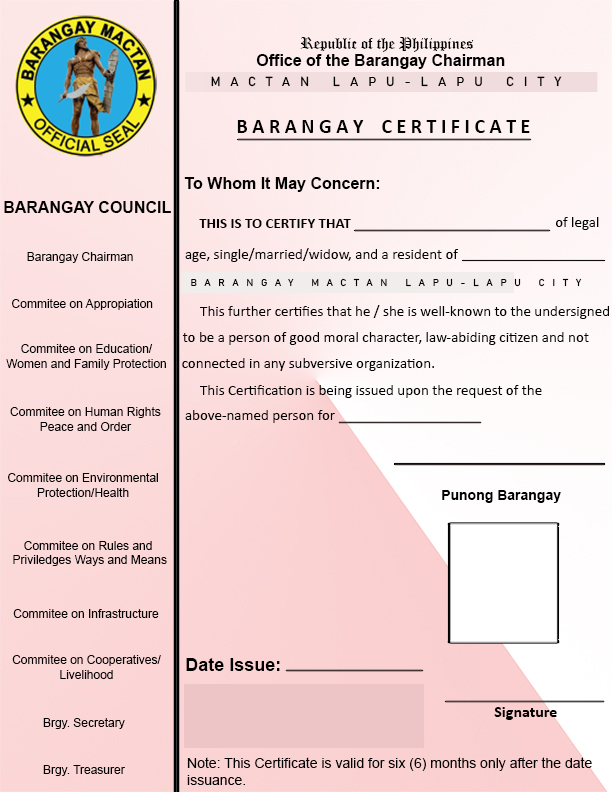 BARANGAY MACTAN
OFFICIAL SEAL
Republic of the Philippines
Office of the Barangay Chairman
MACTAN LAPU-LAPU CITY
BARANGAY CERTIFICATE
BARANGAY COUNCIL
Barangay Chairman
Commitee on Appropiation
Commitee on Education/
Women and Family Protection
Commitee on Human Rights
Peace and Order
Commitee on Environmental
Protection/Health
Commitee on Rules and
Priviledges Ways and Means
Commitee on Infrastructure
Commitee on Cooperatives/
Livelihood
Brgy. Secretary
Brgy. Treasurer
To Whom It May Concern:
THIS IS TO CERTIFY THAT ________ of legal
age, single/married/widow, and a resident of ________
BARANGAY MACTAN LAPU-LAPU CITY
This further certifies that he / she is well-known to the undersigned
to be a person of good moral character, law-abiding citizen and not
connected in any subversive organization.
This Certification is being issued upon the request of the
above-named person for ________
Punong Barangay
Date Issue: ________
Signature
Note: This Certificate is valid for six (6) months only after the date
issuance.